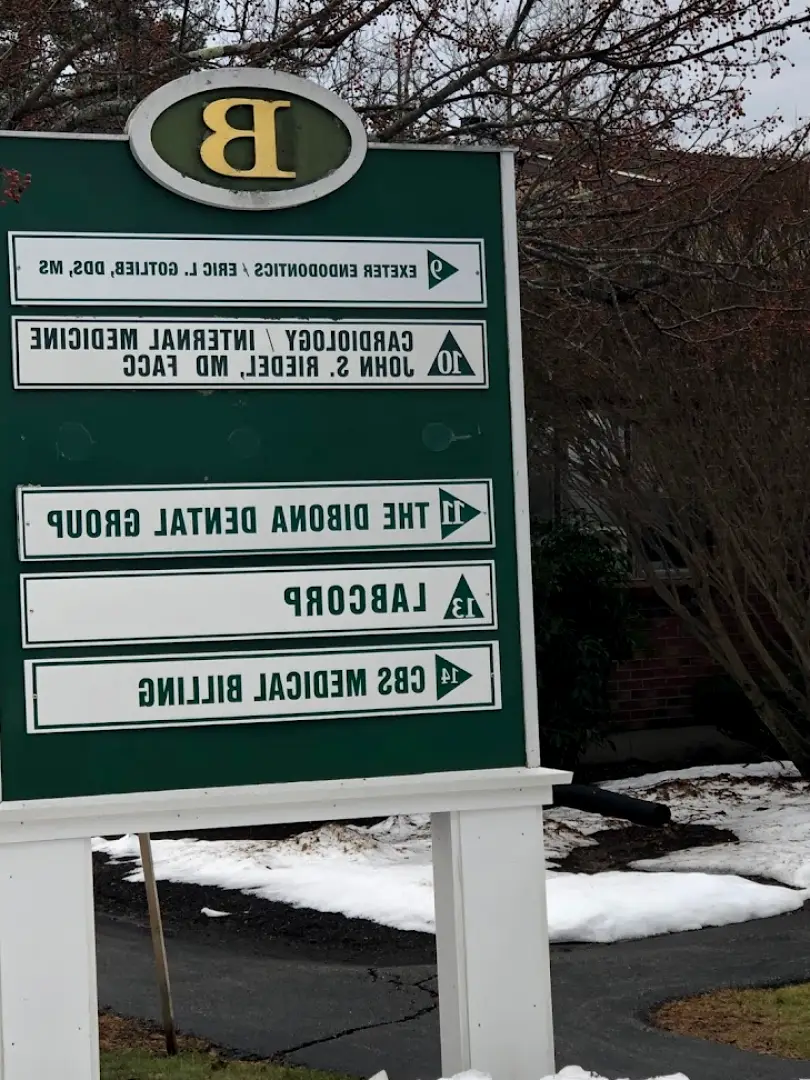 B
9 EXETER ENDODONTICS / ERIC L. GOTLIEB, DDS, MS
10 CARDIOLOGY / INTERNAL MEDICINE
JOHN S. RIEDEL, MD FACC
11 THE DIBONA DENTAL GROUP
13 LABCORP
14 CBS MEDICAL BILLING